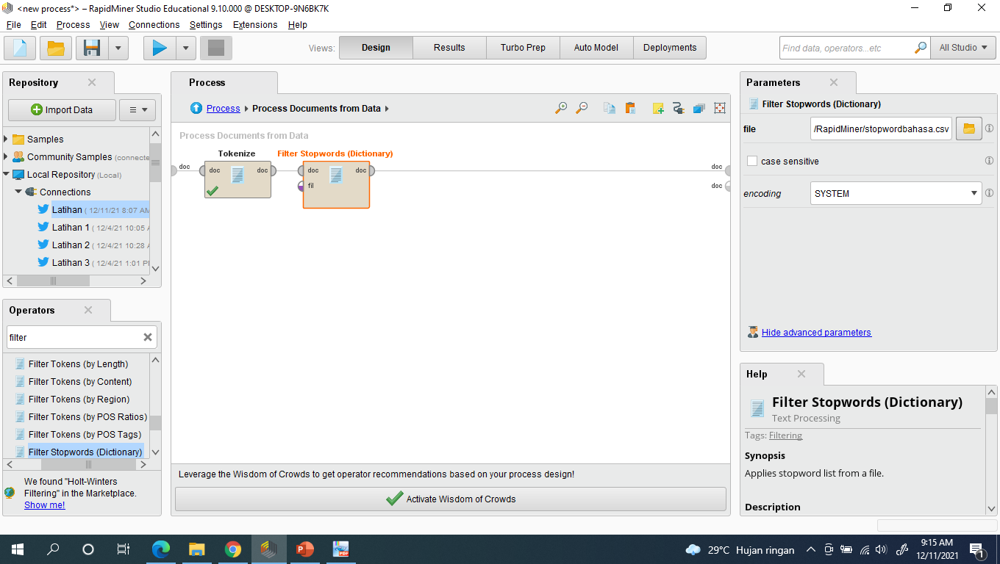 <new process*> – RapidMiner Studio Educational 9.10.000 @ DESKTOP-9N6BK7K
File Edit Process View Connections Settings Extensions Help
Views: Design Results Turbo Prep Auto Model Deployments
Find data, operators...etc
All Studio
Repository
Import Data
Samples
Community Samples (connecte
Local Repository (Local)
Connections
Latihan ( 12/11/21 8:07 AM
Latihan 1 ( 12/4/21 10:05 A
Latihan 2 ( 12/4/21 10:28 A
Latihan 3 ( 12/4/21 1:01 PM
Operators
filter
Filter Tokens (by Length)
Filter Tokens (by Content)
Filter Tokens (by Region)
Filter Tokens (by POS Ratios)
Filter Tokens (by POS Tags)
Filter Stopwords (Dictionary)
We found "Holt-Winters
Filtering" in the Marketplace.
Show me!
Process
Process Process Documents from Data
Process Documents from Data
Tokenize
Filter Stopwords (Dictionary)
doc
doc doc
doc doc
fil
doc
doc
Leverage the Wisdom of Crowds to get operator recommendations based on your process design!
Activate Wisdom of Crowds
Parameters
Filter Stopwords (Dictionary)
file /RapidMiner/stopwordbahasa.csv
case sensitive
encoding SYSTEM
Hide advanced parameters
Help
Filter Stopwords (Dictionary)
Text Processing
Tags: Filtering
Synopsis
Applies stopword list from a file.
Description
29°C Hujan ringan
9:15 AM
12/11/2021
1